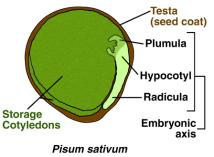 Testa
(seed coat)
Plumula
Hypocotyl
Radicula
Storage
Cotyledons
Embryonic
axis
Pisum sativum